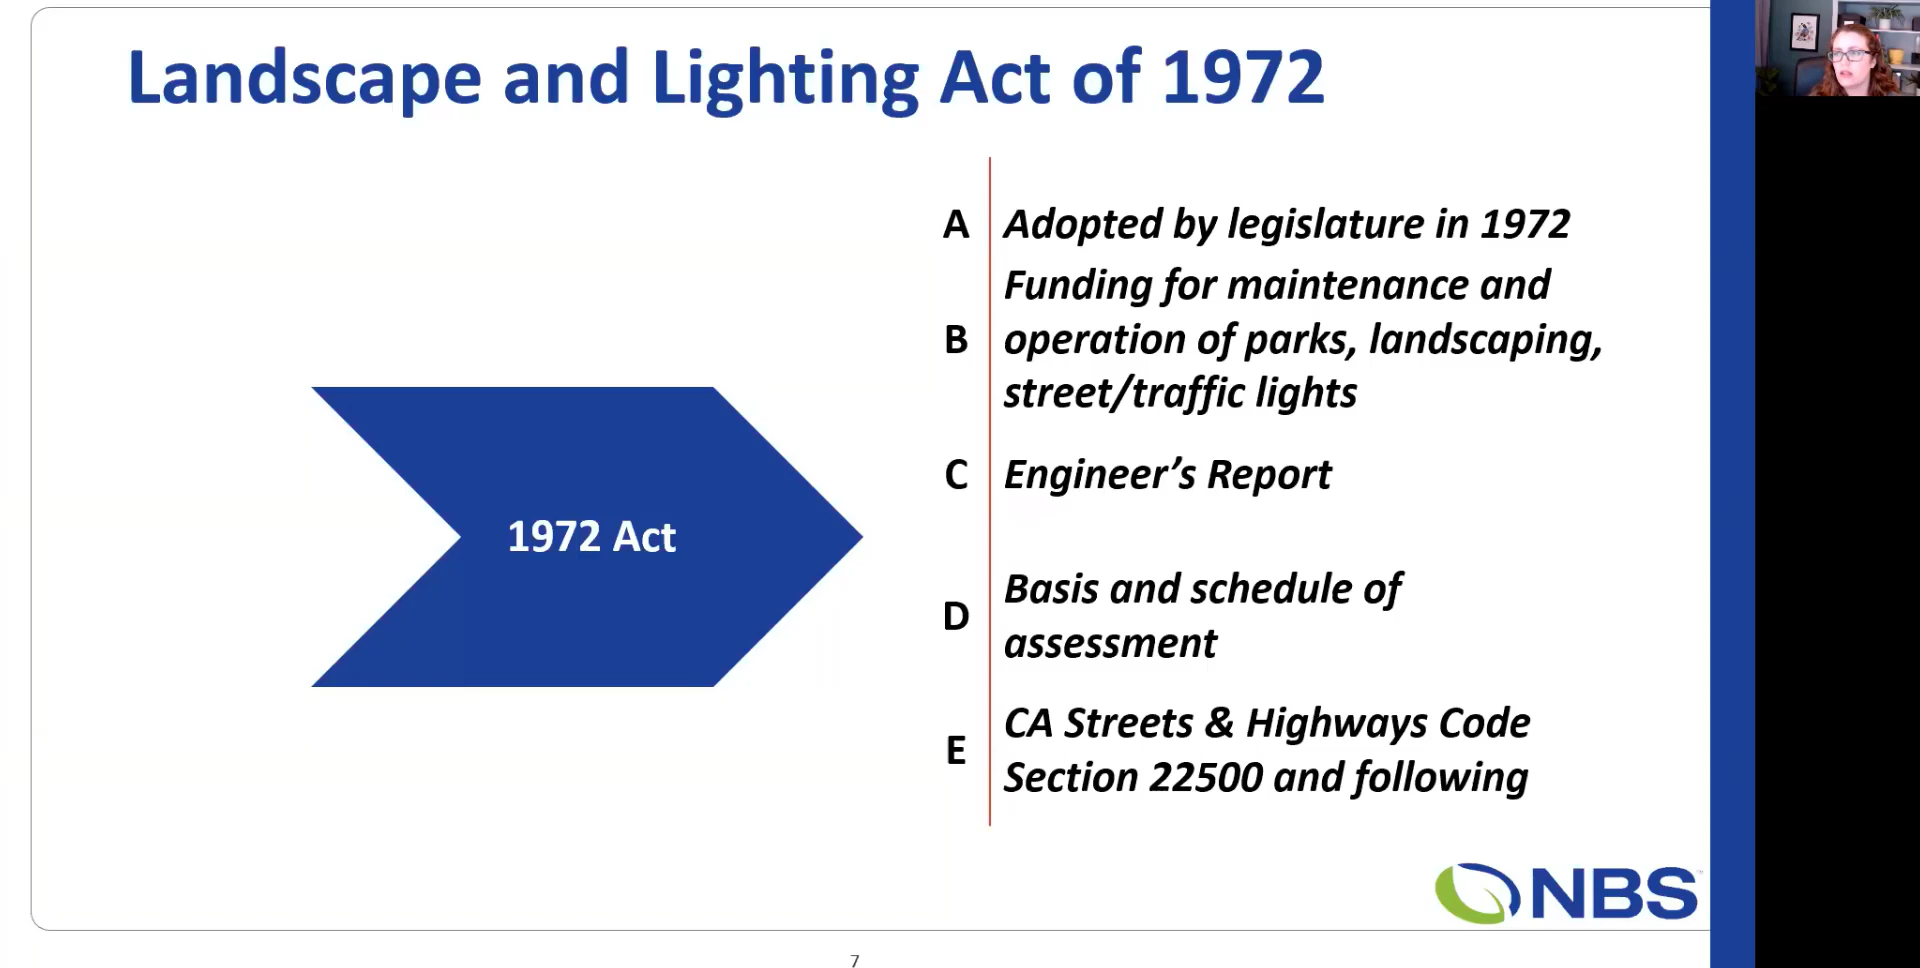 Landscape and Lighting Act of 1972
1972 Act
A Adopted by legislature in 1972
Funding for maintenance and
B operation of parks, landscaping,
street/traffic lights
C Engineer’s Report
Basis and schedule of
D
assessment
CA Streets & Highways Code
E
Section 22500 and following
NBS
7